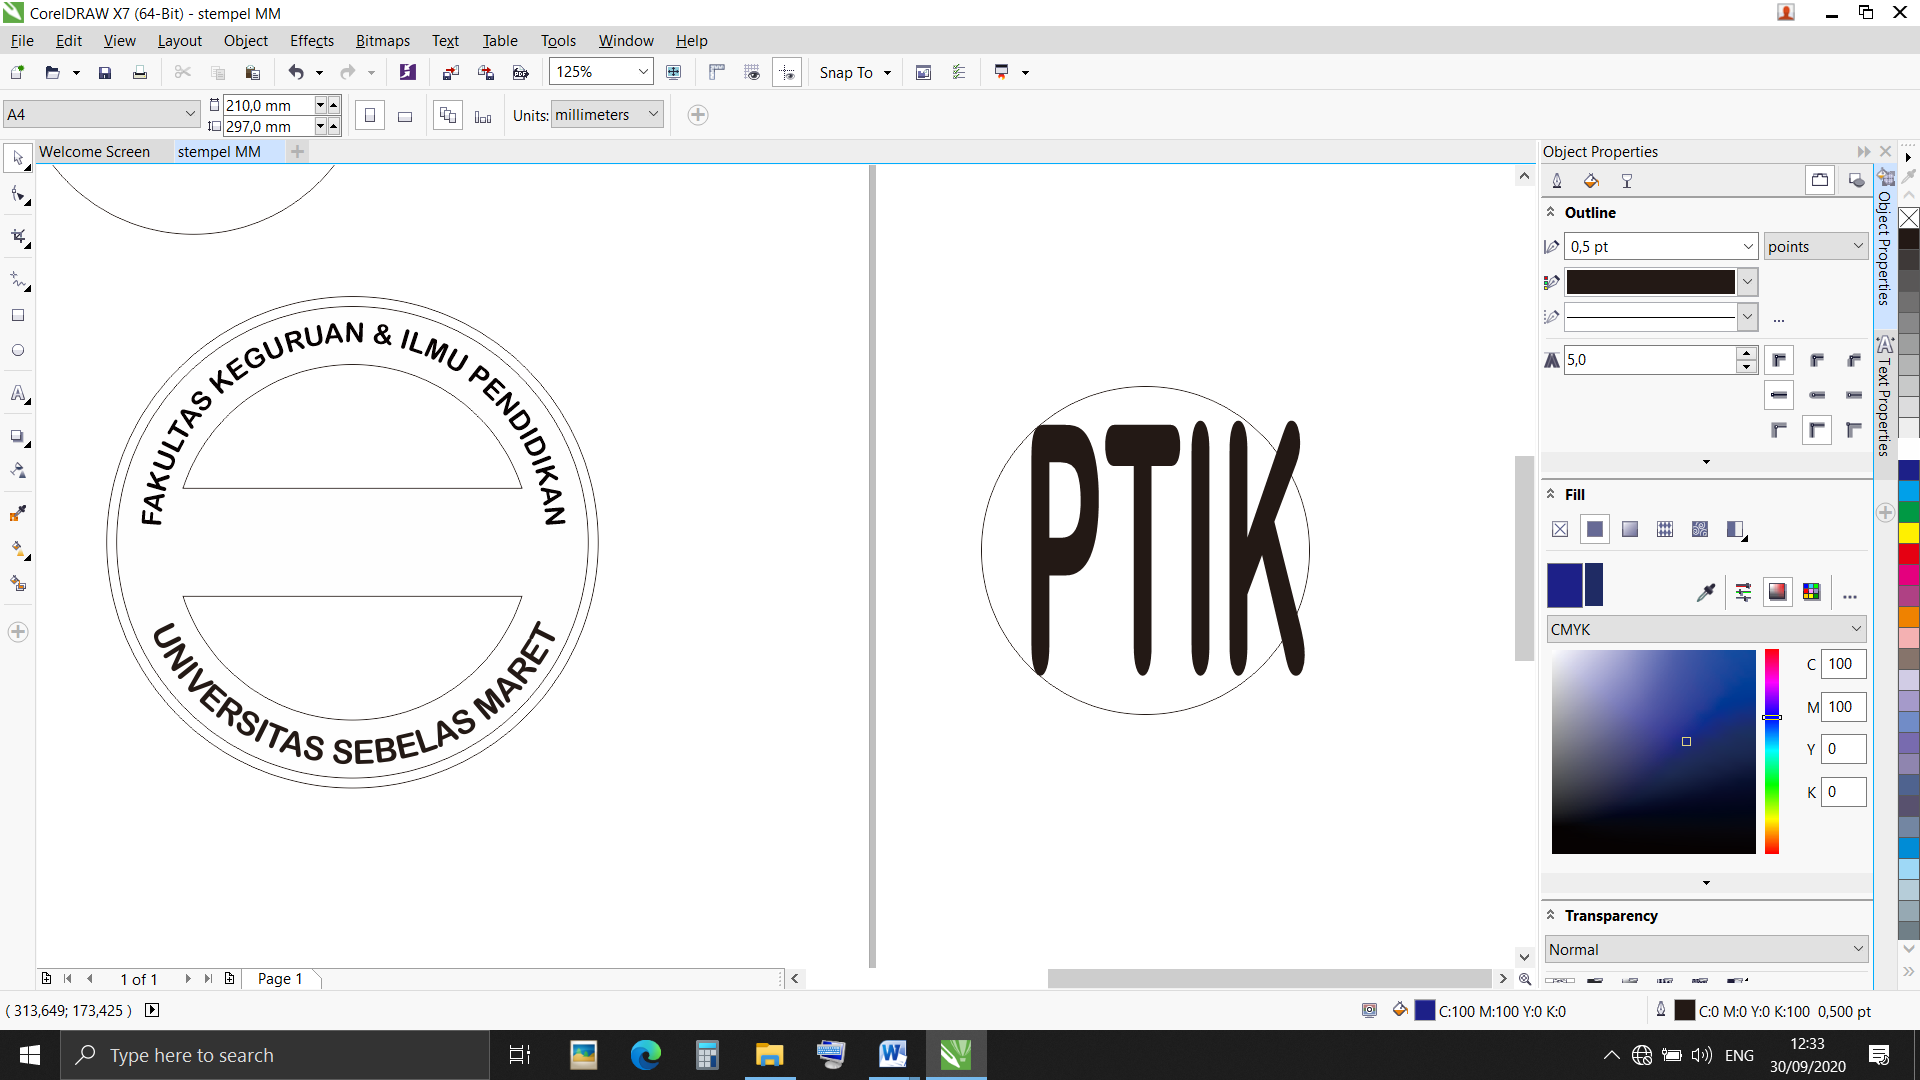 CorelDRAW X7 (64-Bit) - stempel MM
File Edit View Layout Object Effects Bitmaps Text Table Tools Window Help
125% Snap To
A4
210,0 mm
297,0 mm
Units: millimeters
Welcome Screen stempel MM
FAKULTAS KEGURUAN & ILMU PENDIDIKAN
UNIVERSITAS SEBELAS MARET
PTIK
Object Properties
Outline
0,5 pt points
...
5,0
Fill
...
CMYK
C 100
M 100
Y 0
K 0
Transparency
Normal
Object Properties
Text Properties
1 of 1 Page 1
( 313,649; 173,425 )
C:100 M:100 Y:0 K:0
C:0 M:0 Y:0 K:100 0,500 pt
Type here to search
ENG
12:33
30/09/2020